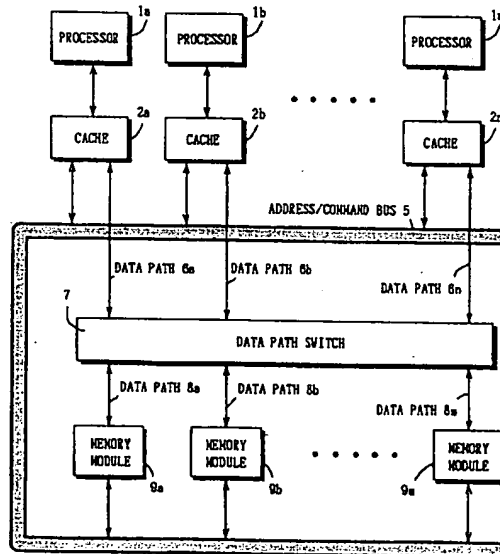 1a
1b
PROCESSOR
PROCESSOR
PROCESSOR
2a
2b
CACHE
CACHE
CACHE
ADDRESS/COMMAND BUS 5
DATA PATH 6a
DATA PATH 6b
DATA PATH 6n
7
DATA PATH SWITCH
DATA PATH 8a
DATA PATH 8b
DATA PATH 8m
MEMORY
MODULE
MEMORY
MODULE
MEMORY
MODULE
9a
9b
9m